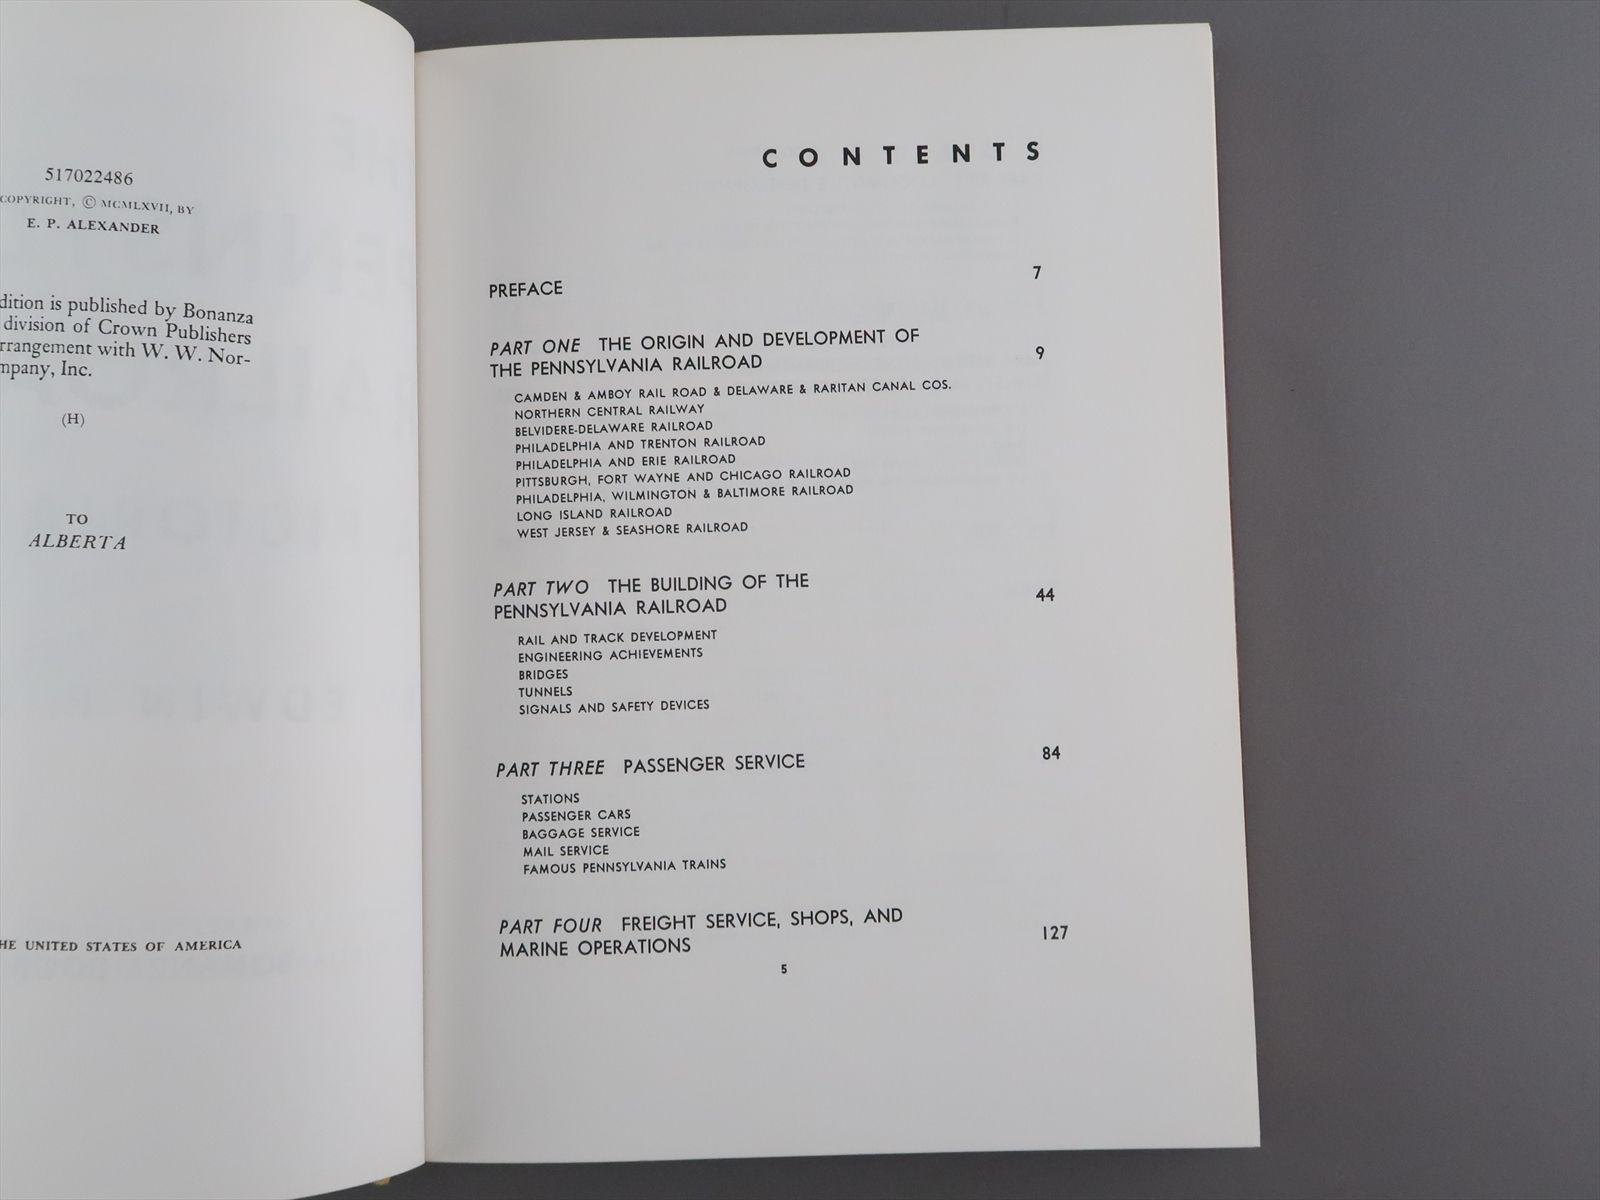 517022486
COPYRIGHT, © MCMLXVII, BY
E. P. ALEXANDER
dition is published by Bonanza
division of Crown Publishers
rrangement with W. W. Nor-
mpany, Inc.
(H)
TO
ALBERTA
HE UNITED STATES OF AMERICA
CONTENTS
PREFACE 7
PART ONE THE ORIGIN AND DEVELOPMENT OF
THE PENNSYLVANIA RAILROAD 9
CAMDEN & AMBOY RAIL ROAD & DELAWARE & RARITAN CANAL COS.
NORTHERN CENTRAL RAILWAY
BELVIDERE-DELAWARE RAILROAD
PHILADELPHIA AND TRENTON RAILROAD
PHILADELPHIA AND ERIE RAILROAD
PITTSBURGH, FORT WAYNE AND CHICAGO RAILROAD
PHILADELPHIA, WILMINGTON & BALTIMORE RAILROAD
LONG ISLAND RAILROAD
WEST JERSEY & SEASHORE RAILROAD
PART TWO THE BUILDING OF THE
PENNSYLVANIA RAILROAD 44
RAIL AND TRACK DEVELOPMENT
ENGINEERING ACHIEVEMENTS
BRIDGES
TUNNELS
SIGNALS AND SAFETY DEVICES
PART THREE PASSENGER SERVICE 84
STATIONS
PASSENGER CARS
BAGGAGE SERVICE
MAIL SERVICE
FAMOUS PENNSYLVANIA TRAINS
PART FOUR FREIGHT SERVICE, SHOPS, AND
MARINE OPERATIONS 127
5